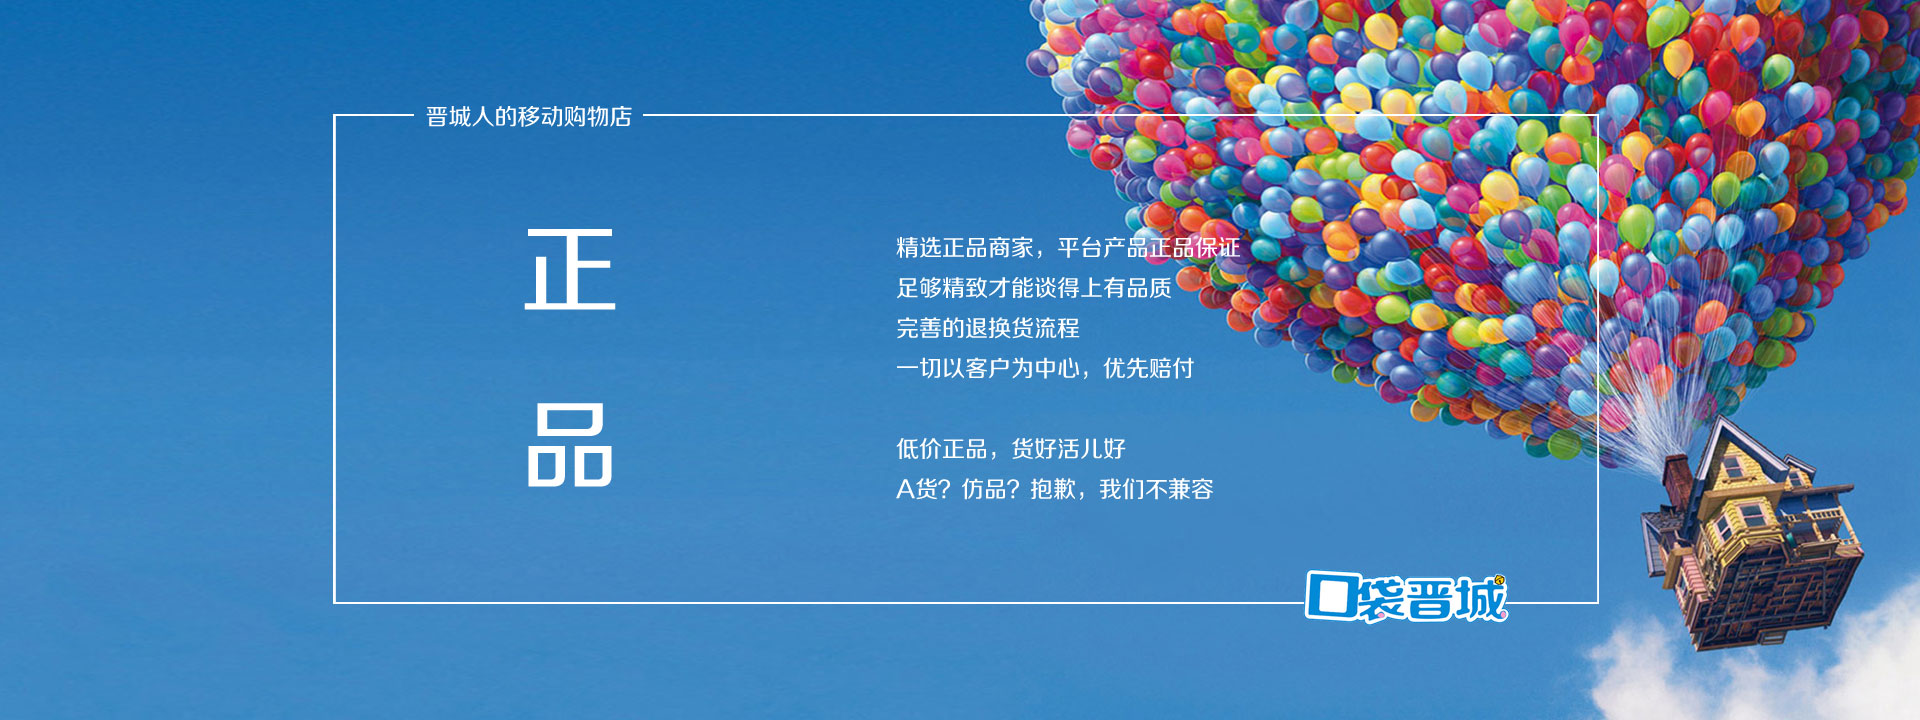 晋城人的移动购物店
正
品
精选正品商家，平台产品正品保证
足够精致才能谈得上有品质
完善的退换货流程
一切以客户为中心，优先赔付
低价正品，货好活儿好
A货？仿品？抱歉，我们不兼容
口袋晋城